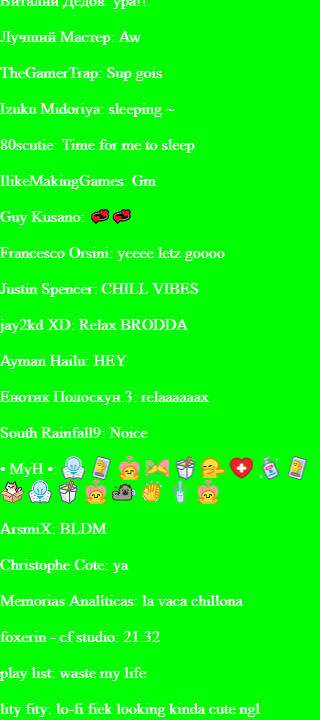 Виталий Дедов: ура!!
Лучший Мастер: Aw
TheGamerTrap: Sup gois
Izuku Midoriya: sleeping ~
80scutie: Time for me to sleep
IlikeMakingGames: Gm
Guy Kusano:
Francesco Orsini: yeeee letz goooo
Justin Spencer: CHILL VIBES
jay2kd XD: Relax BRODDA
Ayman Hailu: HEY
Енотик Полоскун:3: relaaaaaax
South Rainfall9: Noice
• MyH •:
ArsmiX: BLDM
Christophe Cote: ya
Memorias Analíticas: la vaca chillona
foxerin - cf studio: 21:32
play list: waste my life
lity fity: lo-fi fiek looking kinda cute ngl